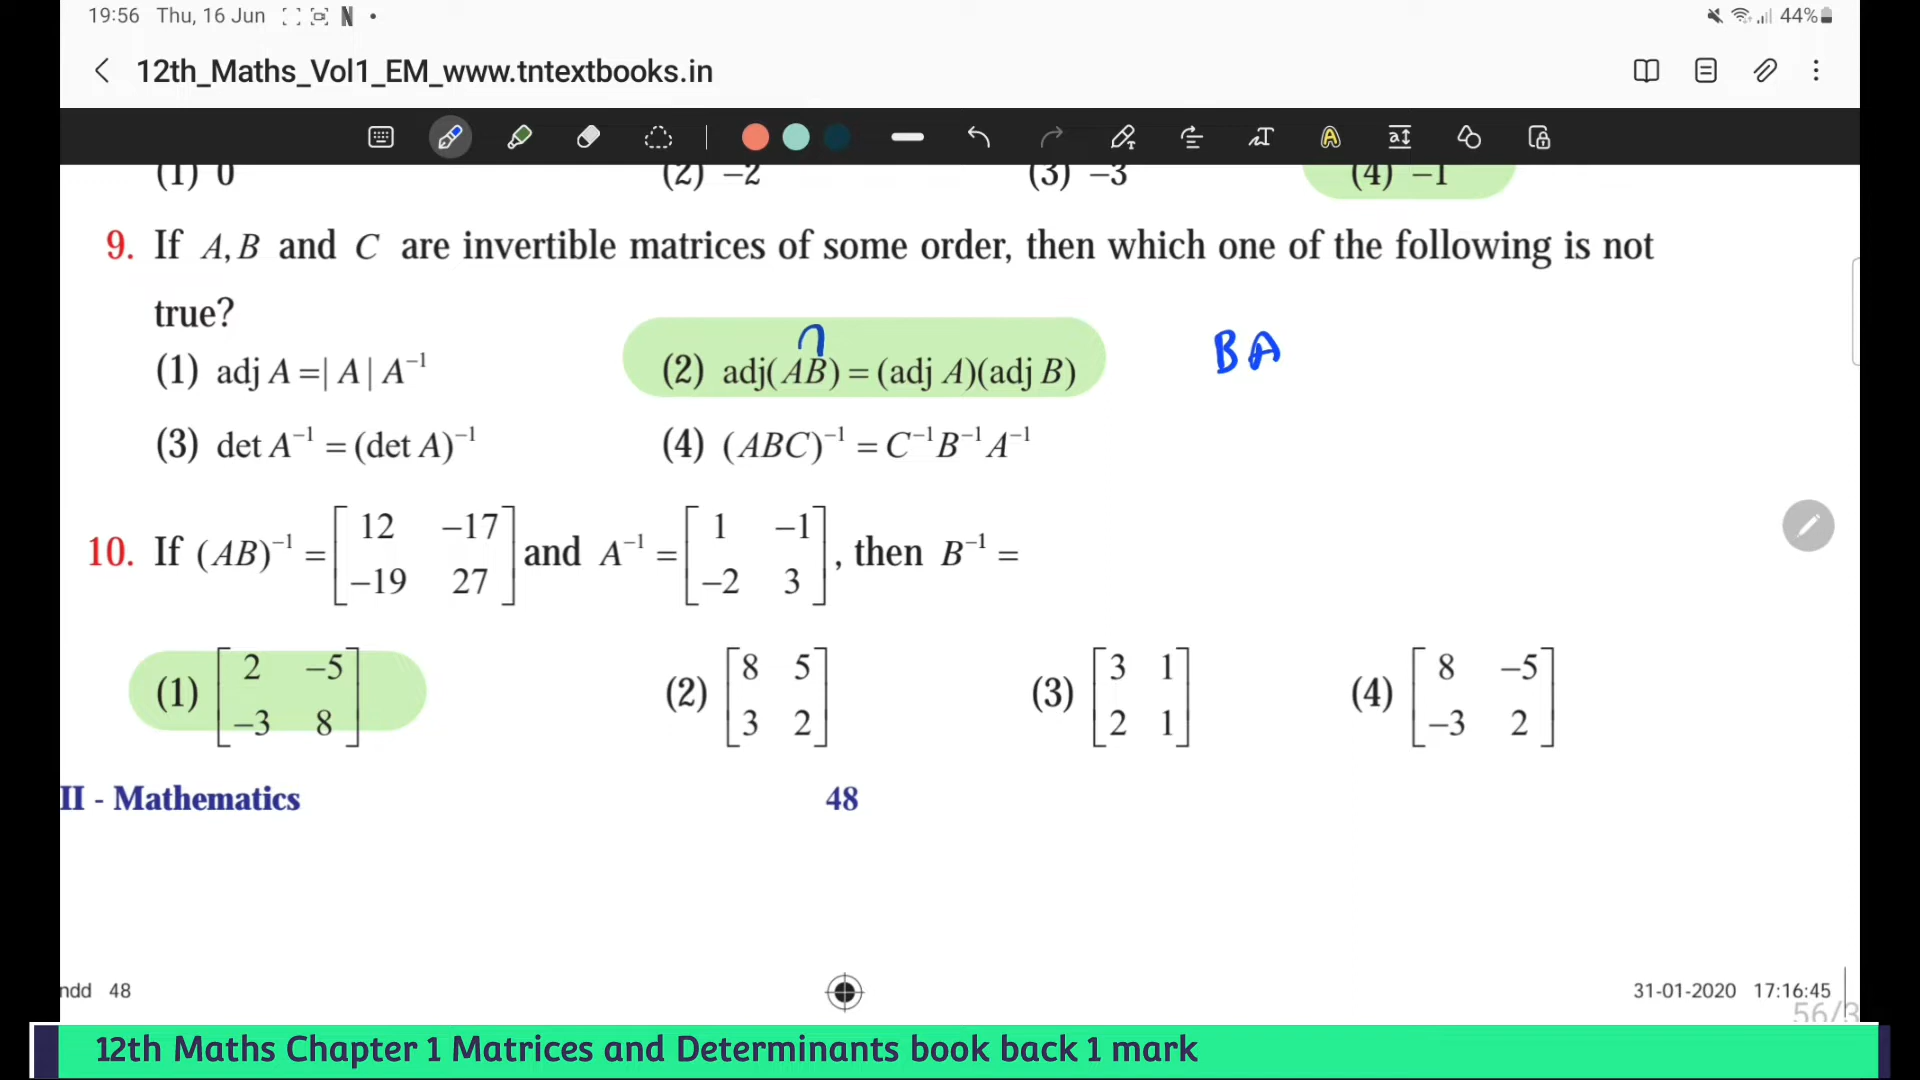 19:56 Thu, 16 Jun N • 44%
12th_Maths_Vol1_EM_www.tntextbooks.in
(1) 0 (2) –2 (3) –3 (4) –1
9. If A, B and C are invertible matrices of some order, then which one of the following is not
true?
(1) adj A =| A | A⁻¹ (2) adj(AB) = (adj A)(adj B) BA
(3) det A⁻¹ = (det A)⁻¹ (4) (ABC)⁻¹ = C⁻¹B⁻¹A⁻¹
10. If (AB)⁻¹ = [12 –17; –19 27] and A⁻¹ = [1 –1; –2 3], then B⁻¹ =
(1) [2 –5; –3 8] (2) [8 5; 3 2] (3) [3 1; 2 1] (4) [8 –5; –3 2]
II - Mathematics 48
ndd 48 31-01-2020 17:16:45
56/3
12th Maths Chapter 1 Matrices and Determinants book back 1 mark